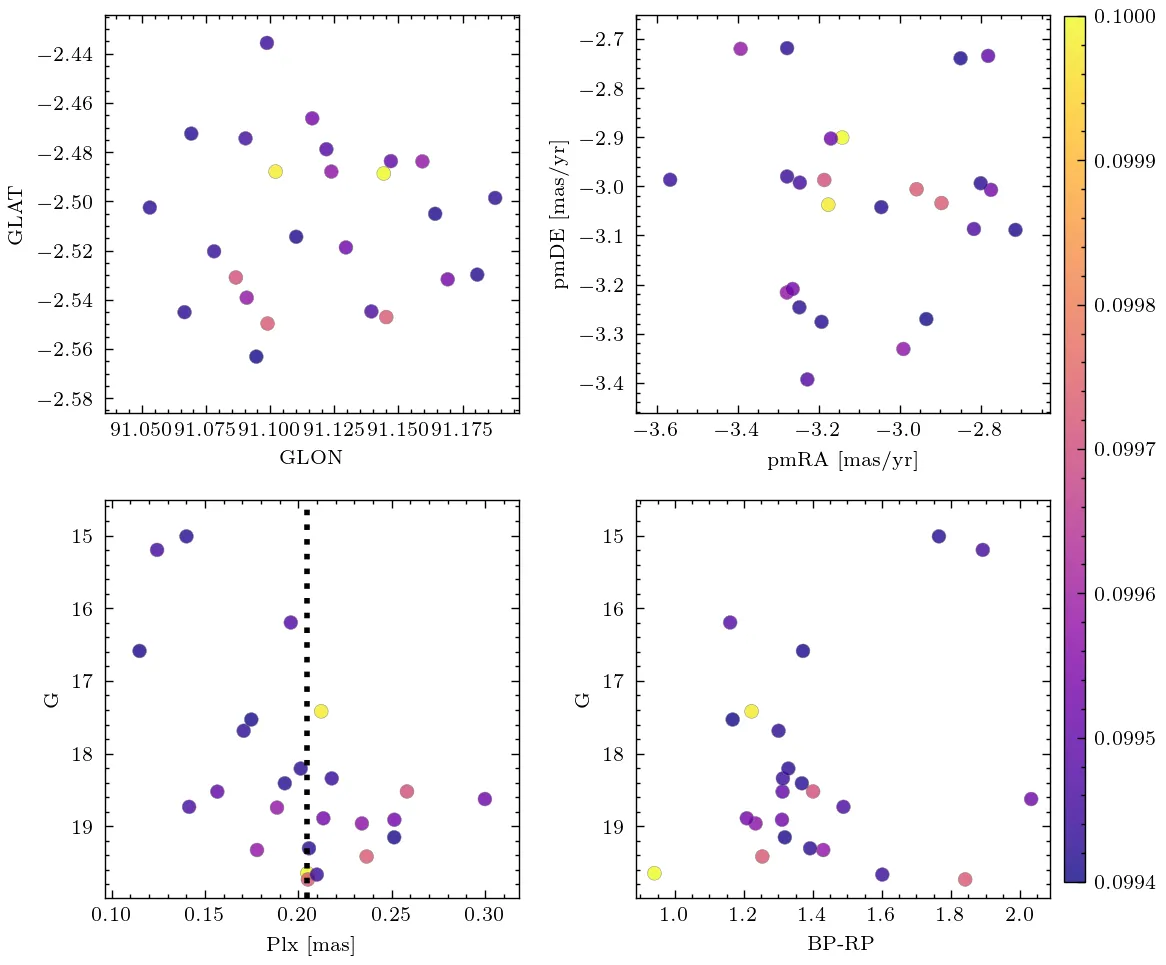 −2.44
−2.46
−2.48
−2.50
−2.52
−2.54
−2.56
−2.58
GLAT
91.050 91.075 91.100 91.125 91.150 91.175
GLON
−2.7
−2.8
−2.9
−3.0
−3.1
−3.2
−3.3
−3.4
pmDE [mas/yr]
−3.6 −3.4 −3.2 −3.0 −2.8
pmRA [mas/yr]
15
16
17
18
19
G
0.10 0.15 0.20 0.25 0.30
Plx [mas]
15
16
17
18
19
G
1.0 1.2 1.4 1.6 1.8 2.0
BP-RP
0.1000
0.0999
0.0998
0.0997
0.0996
0.0995
0.0994